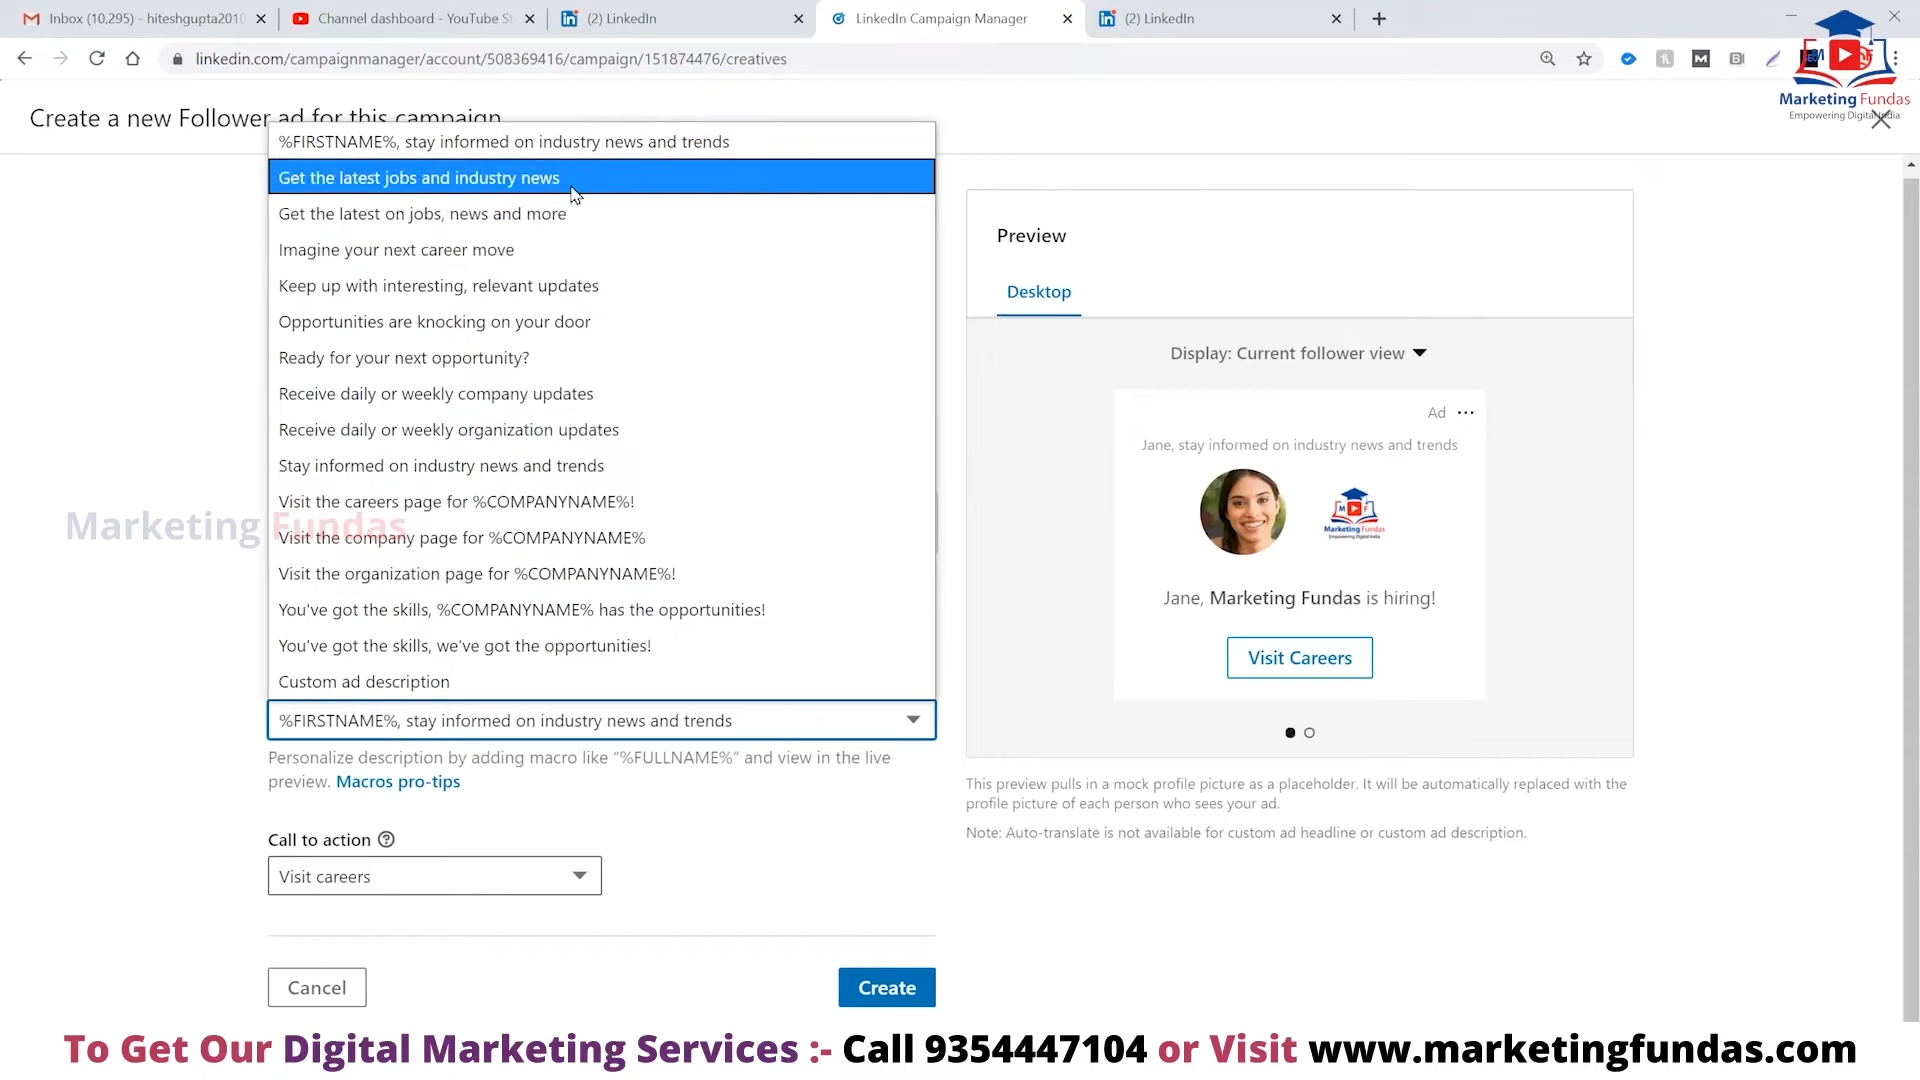 Inbox (10,295) - hiteshgupta2010
Channel dashboard - YouTube St
(2) LinkedIn
LinkedIn Campaign Manager
(2) LinkedIn
linkedin.com/campaignmanager/account/508369416/campaign/151874476/creatives
Marketing Fundas
Empowering Digital India
Create a new Follower ad for this campaign
%FIRSTNAME%, stay informed on industry news and trends
Get the latest jobs and industry news
Get the latest on jobs, news and more
Imagine your next career move
Keep up with interesting, relevant updates
Opportunities are knocking on your door
Ready for your next opportunity?
Receive daily or weekly company updates
Receive daily or weekly organization updates
Stay informed on industry news and trends
Visit the careers page for %COMPANYNAME%!
Marketing Fundas
Visit the company page for %COMPANYNAME%
Visit the organization page for %COMPANYNAME%!
You've got the skills, %COMPANYNAME% has the opportunities!
You've got the skills, we've got the opportunities!
Custom ad description
%FIRSTNAME%, stay informed on industry news and trends
Personalize description by adding macro like "%FULLNAME%" and view in the live
preview. Macros pro-tips
Call to action
Visit careers
Cancel
Create
Preview
Desktop
Display: Current follower view
Ad
Jane, stay informed on industry news and trends
M F
Marketing Fundas
Empowering Digital India
Jane, Marketing Fundas is hiring!
Visit Careers
This preview pulls in a mock profile picture as a placeholder. It will be automatically replaced with the
profile picture of each person who sees your ad.
Note: Auto-translate is not available for custom ad headline or custom ad description.
To Get Our Digital Marketing Services :- Call 9354447104 or Visit www.marketingfundas.com